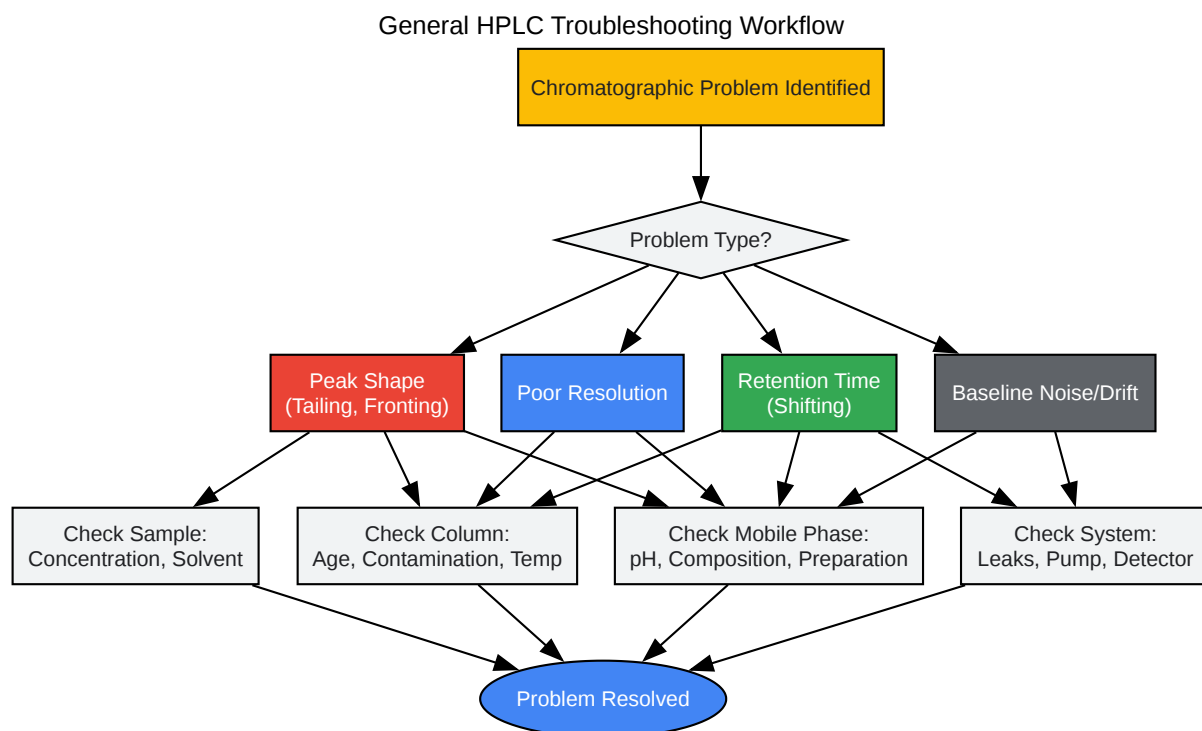 General HPLC Troubleshooting Workflow
Chromatographic Problem Identified
Problem Type?
Peak Shape
(Tailing, Fronting)
Poor Resolution
Retention Time
(Shifting)
Baseline Noise/Drift
Check Sample:
Concentration, Solvent
Check Column:
Age, Contamination, Temp
Check Mobile Phase:
pH, Composition, Preparation
Check System:
Leaks, Pump, Detector
Problem Resolved